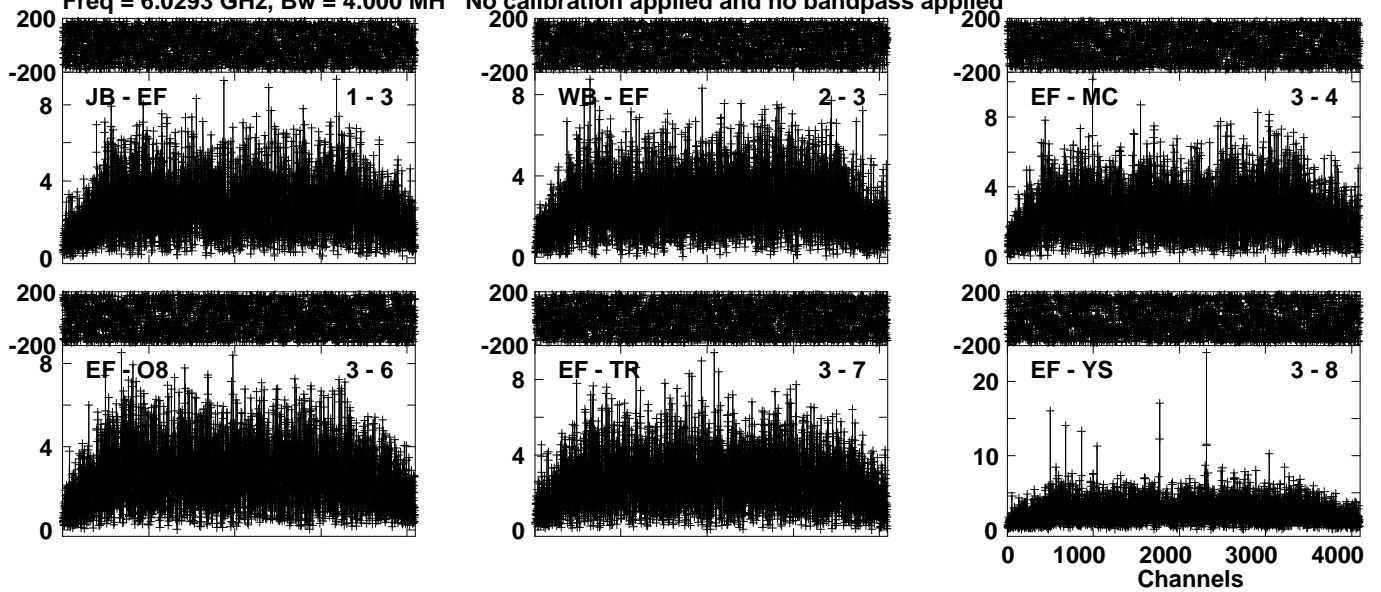 Freq = 6.0293 GHz, Bw = 4.000 MH No calibration applied and no bandpass applied
200 200 200
-200 -200 -200
JB - EF 1 - 3 WB - EF 2 - 3 EF - MC 3 - 4
8 8 8
4 4 4
0 0 0
200 200 200
-200 -200 -200
EF - O8 3 - 6 EF - TR 3 - 7 EF - YS 3 - 8
8 8 20
4 4 10
0 0 0
0 1000 2000 3000 4000
Channels